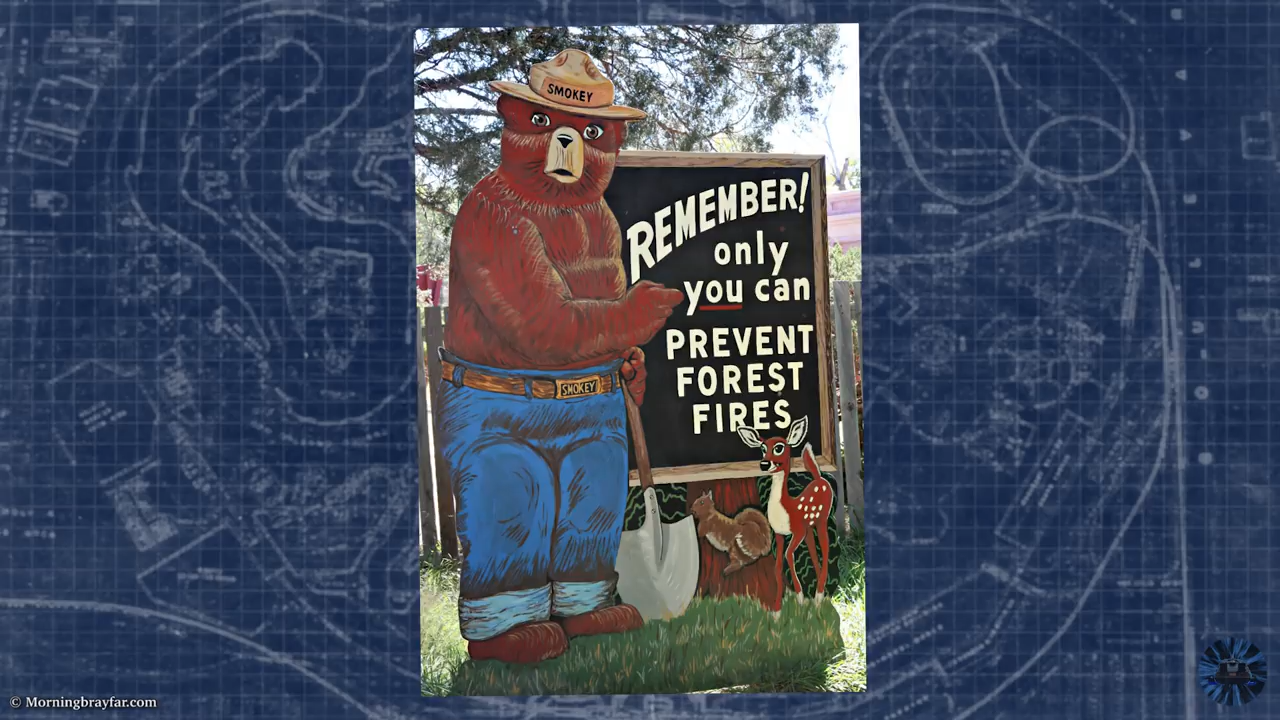 SMOKEY
REMEMBER!
only
you can
PREVENT
FOREST
FIRES
SMOKEY
© Morningbrayfar.com